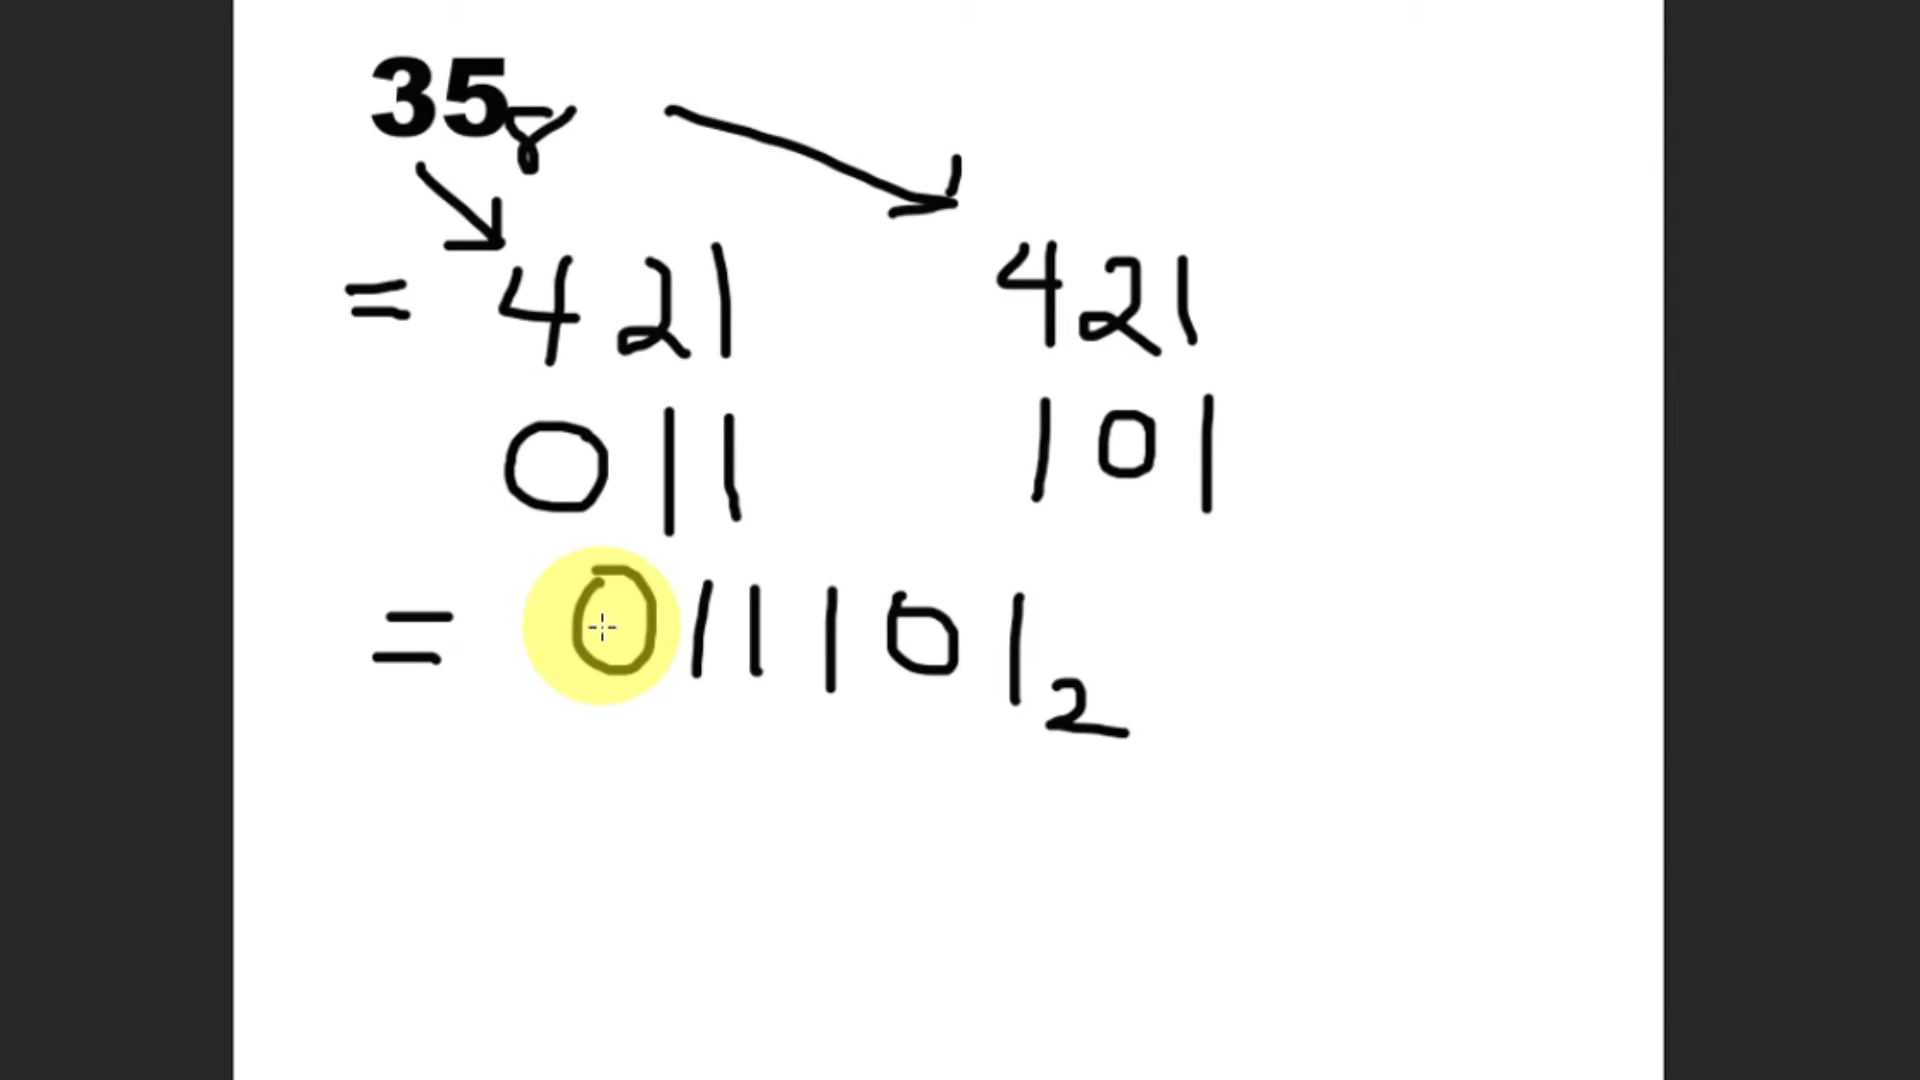 35₈
= 421 421
011 101
= 011101₂